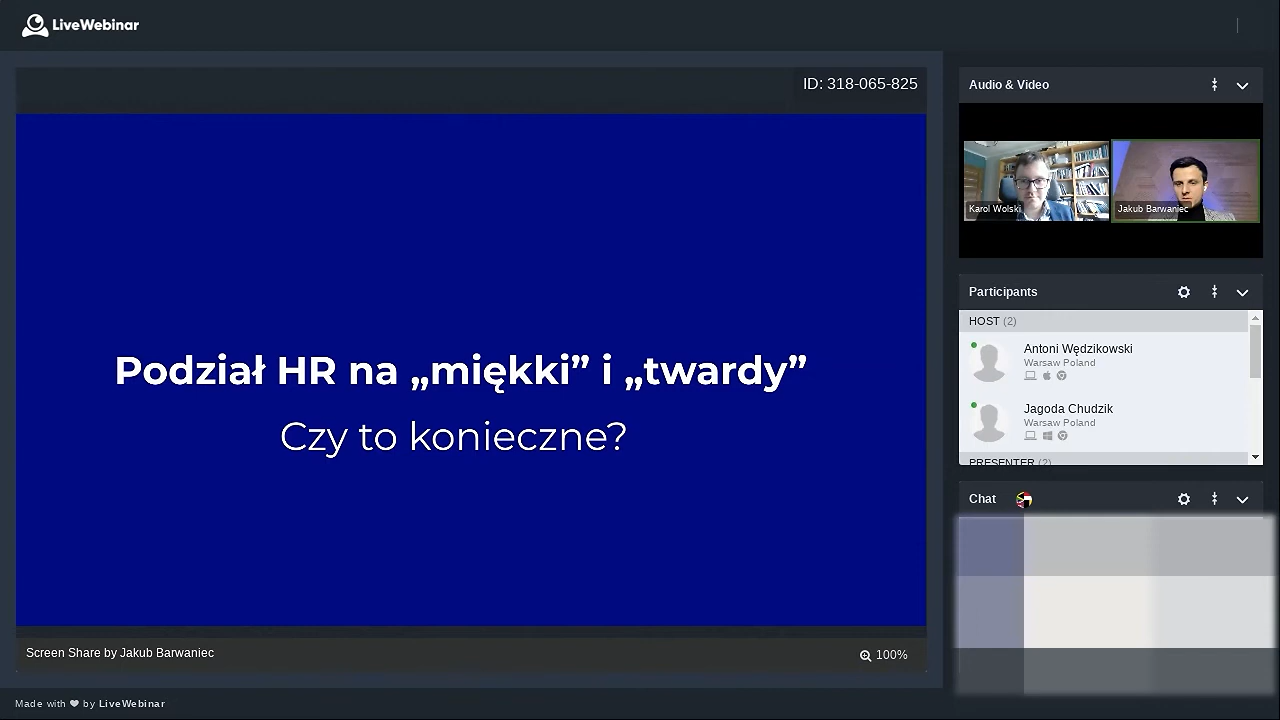 LiveWebinar
ID: 318-065-825
Podział HR na „miękki” i „twardy”
Czy to konieczne?
Screen Share by Jakub Barwaniec
100%
Audio & Video
Karol Wolski
Jakub Barwaniec
Participants
HOST (2)
Antoni Wędzikowski
Warsaw Poland
Jagoda Chudzik
Warsaw Poland
PRESENTER (2)
Chat
Made with by LiveWebinar